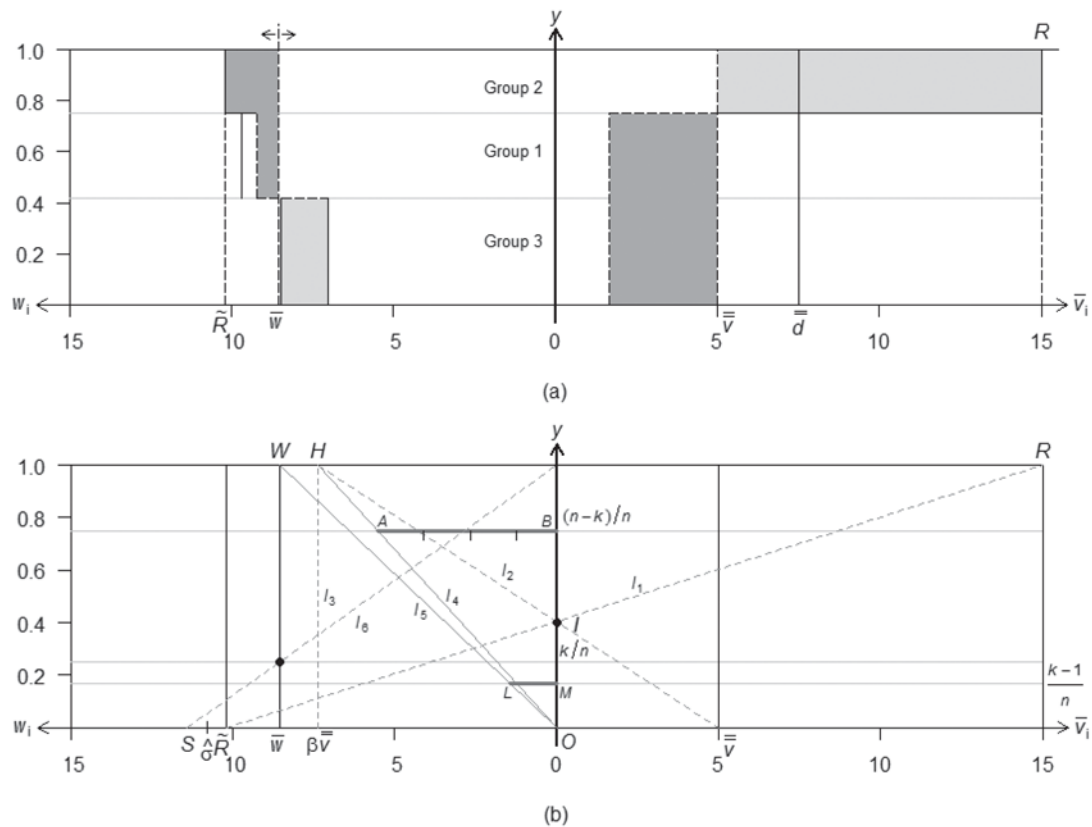 y
R
1.0
Group 2
0.8
0.6
Group 1
0.4
Group 3
0.2
wᵢ
v̄ᵢ
R̃
w̄
v̿
d̿
15
10
5
0
5
10
15
(a)
y
W
H
R
1.0
A
B
(n−k)/n
0.8
l₂
0.6
l₃
l₄
l₁
l₆
l₅
I
0.4
k/n
0.2
L
M
k−1
n
wᵢ
v̄ᵢ
S
σ̂
R̃
w̄
βv̿
O
v̿
15
10
5
0
5
10
15
(b)